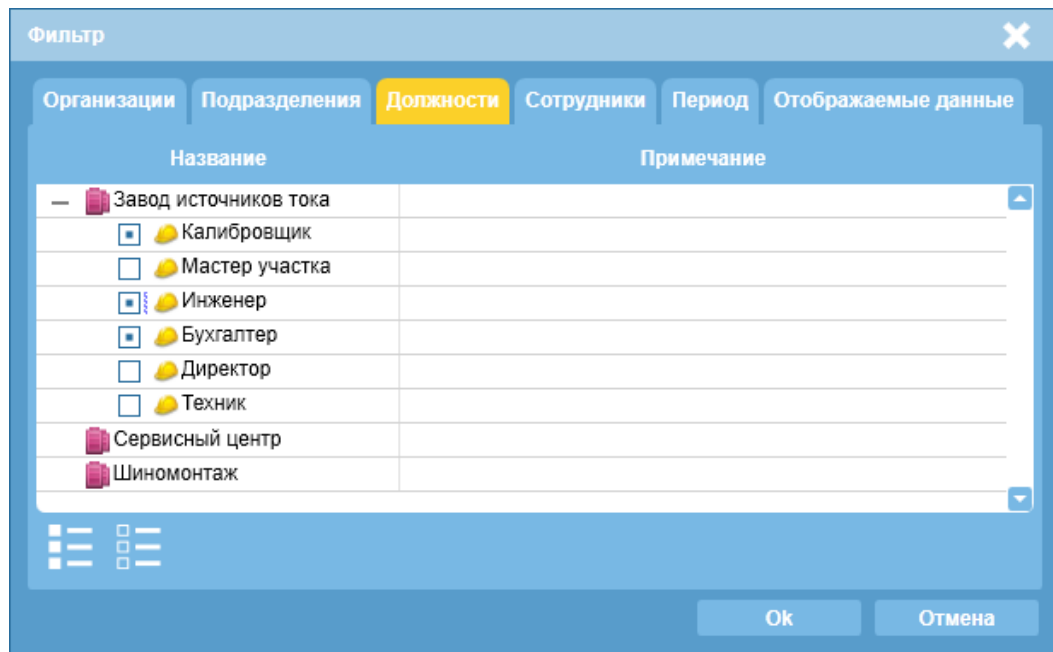 Фильтр
Организации Подразделения Должности Сотрудники Период Отображаемые данные
Название Примечание
Завод источников тока
Калибровщик
Мастер участка
Инженер
Бухгалтер
Директор
Техник
Сервисный центр
Шиномонтаж
Ok Отмена